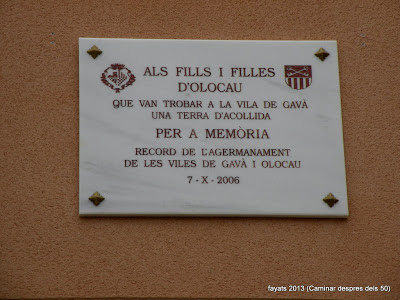 ALS FILLS I FILLES
D'OLOCAU
QUE VAN TROBAR A LA VILA DE GAVÀ
UNA TERRA D'ACOLLIDA
PER A MEMÒRIA
RECORD DE L'AGERMANAMENT
DE LES VILES DE GAVÀ I OLOCAU
7 - X - 2006
fayats 2013 (Caminar despres dels 50)